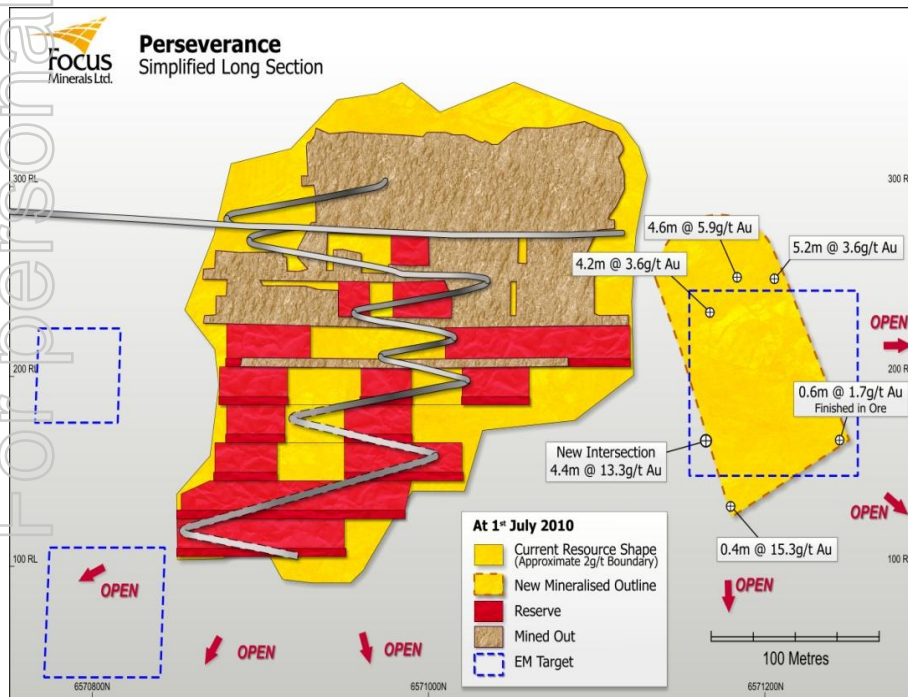 For personal
Focus
Minerals Ltd.
Perseverance
Simplified Long Section
300 RL
300 RL
4.6m @ 5.9g/t Au
5.2m @ 3.6g/t Au
4.2m @ 3.6g/t Au
OPEN
200 RL
200 RL
0.6m @ 1.7g/t Au
Finished in Ore
New Intersection
4.4m @ 13.3g/t Au
OPEN
0.4m @ 15.3g/t Au
100 RL
100 RL
At 1st July 2010
Current Resource Shape
(Approximate 2g/t Boundary)
New Mineralised Outline
Reserve
Mined Out
EM Target
OPEN
OPEN
OPEN
OPEN
100 Metres
6570800N
6571000N
6571200N